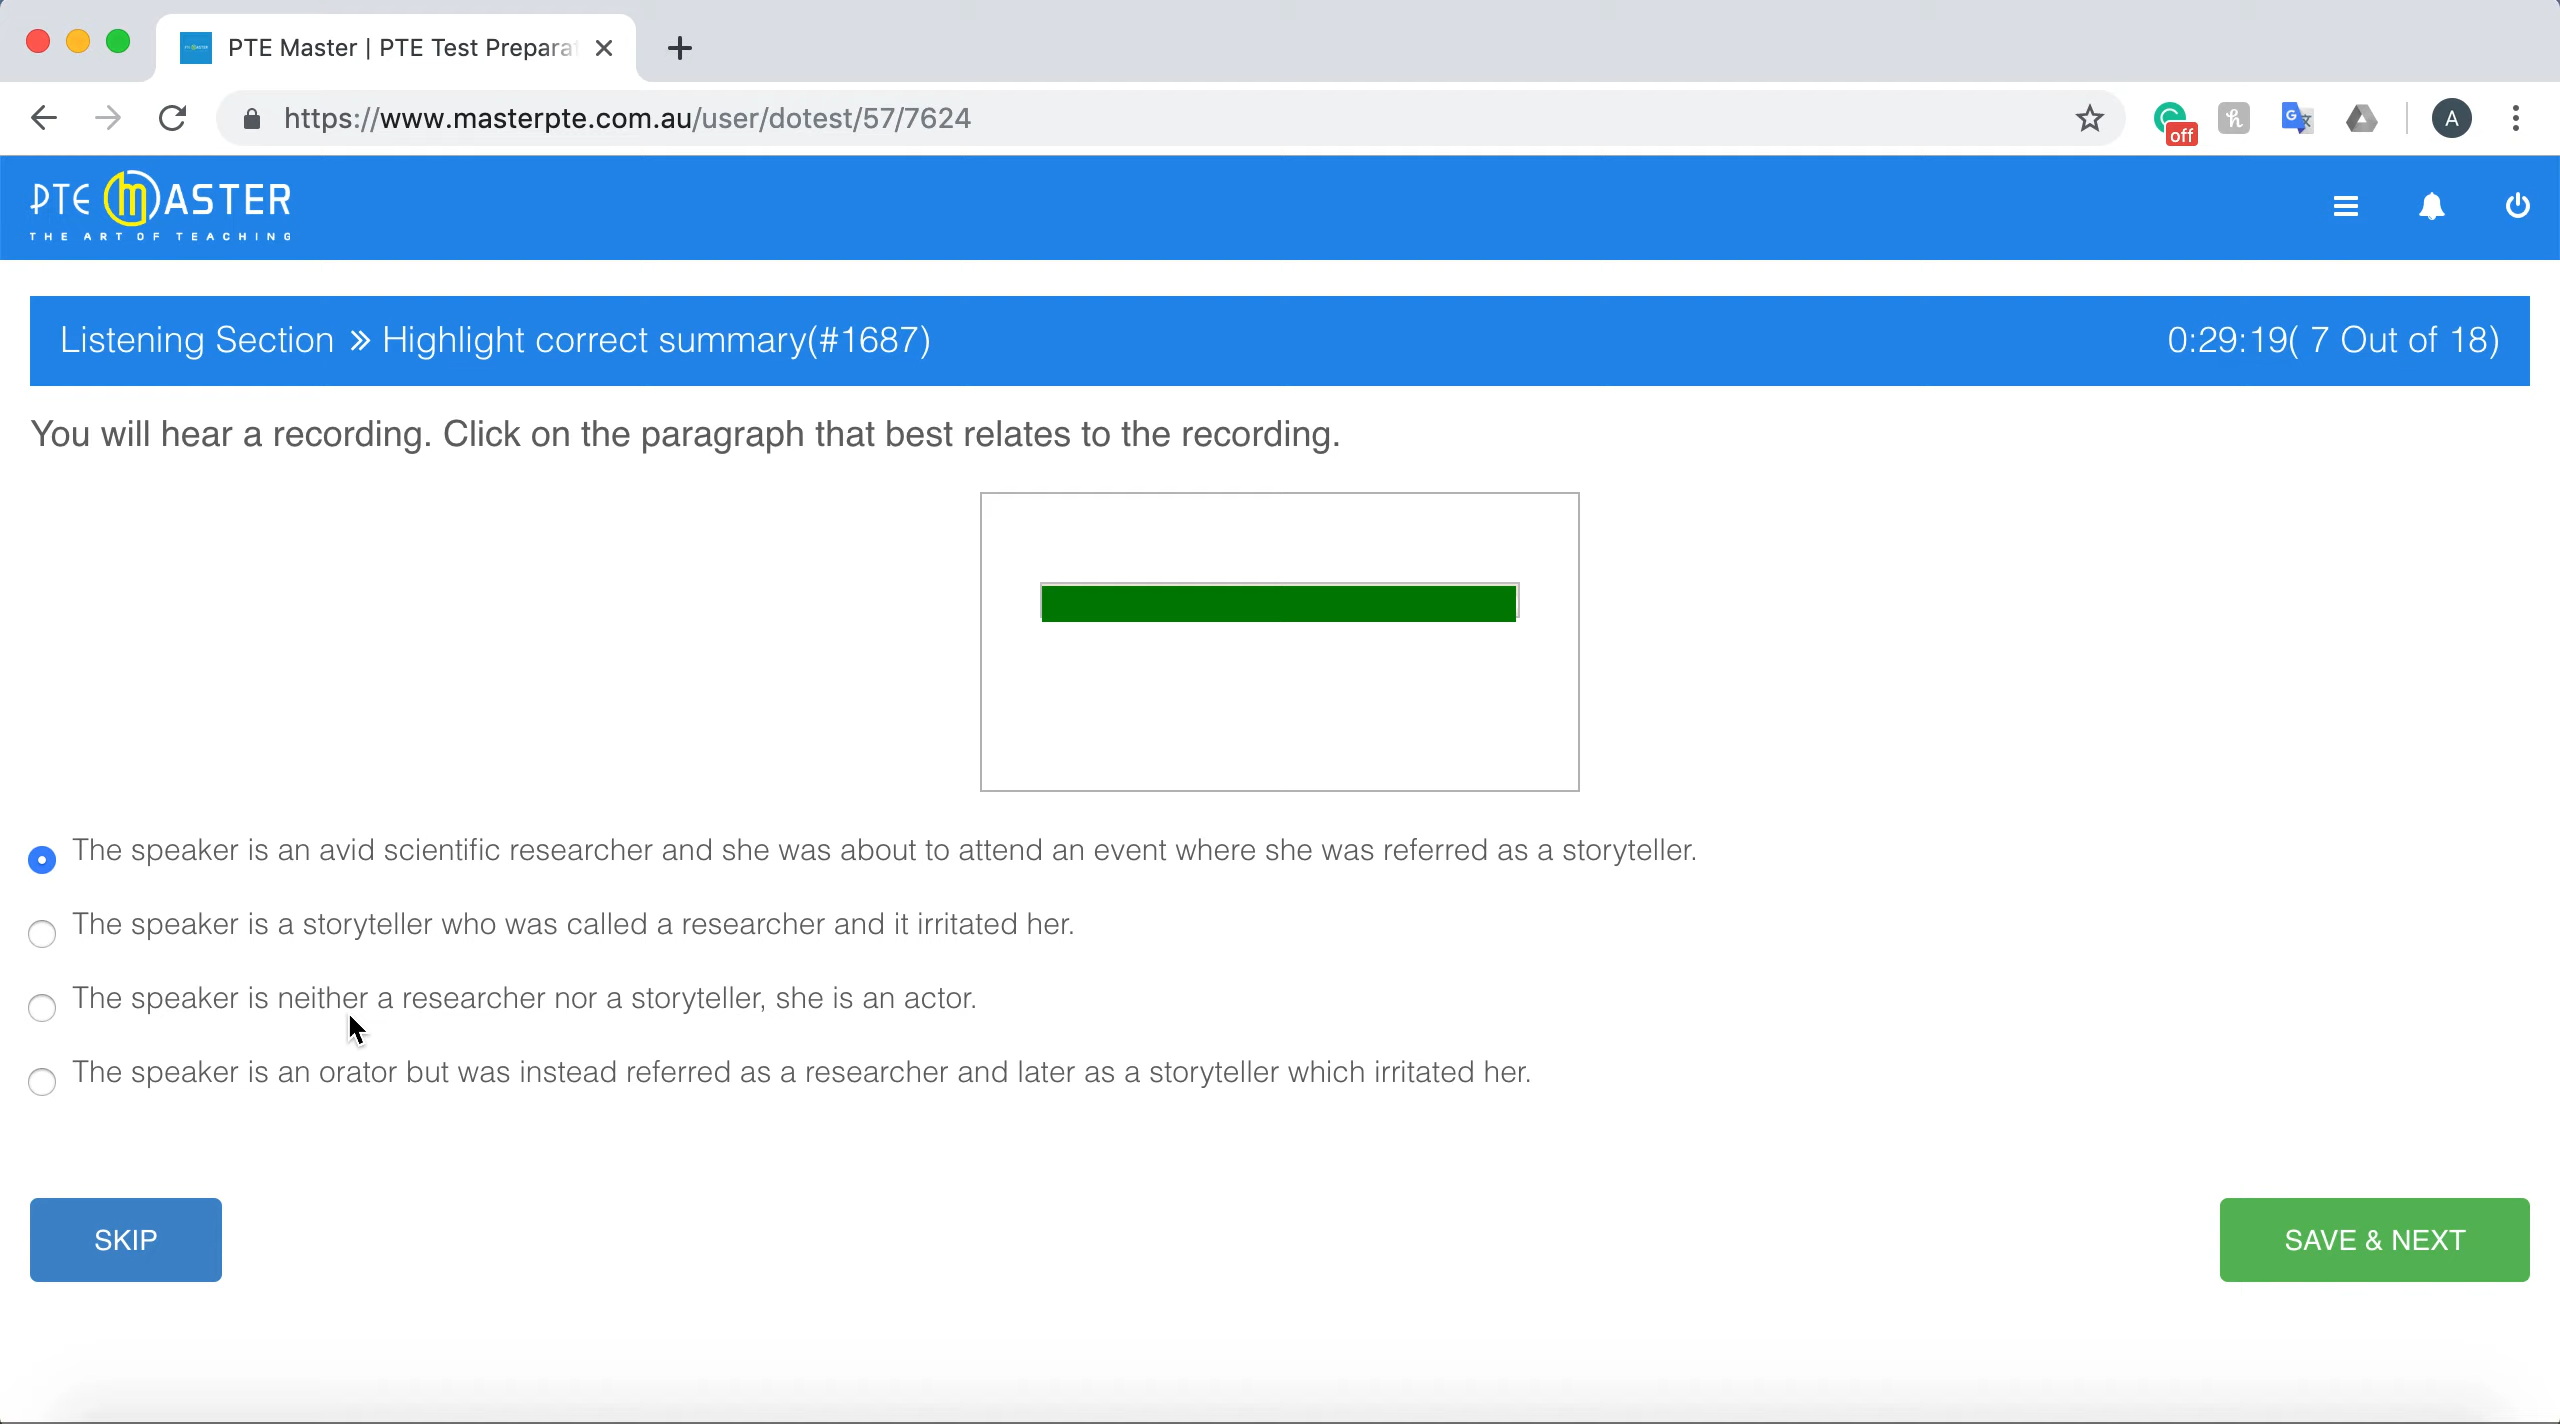 PTE Master | PTE Test Prepara
https://www.masterpte.com.au/user/dotest/57/7624
off
A
PTE MASTER
THE ART OF TEACHING
Listening Section » Highlight correct summary(#1687)
0:29:19( 7 Out of 18)
You will hear a recording. Click on the paragraph that best relates to the recording.
The speaker is an avid scientific researcher and she was about to attend an event where she was referred as a storyteller.
The speaker is a storyteller who was called a researcher and it irritated her.
The speaker is neither a researcher nor a storyteller, she is an actor.
The speaker is an orator but was instead referred as a researcher and later as a storyteller which irritated her.
SKIP
SAVE & NEXT